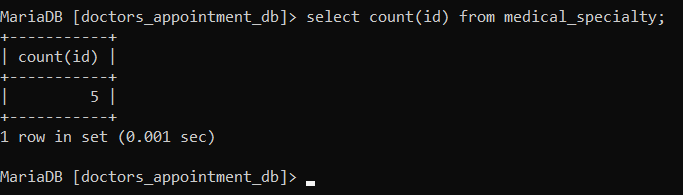 MariaDB [doctors_appointment_db]> select count(id) from medical_specialty;
+-----------+
| count(id) |
+-----------+
|         5 |
+-----------+
1 row in set (0.001 sec)
MariaDB [doctors_appointment_db]>